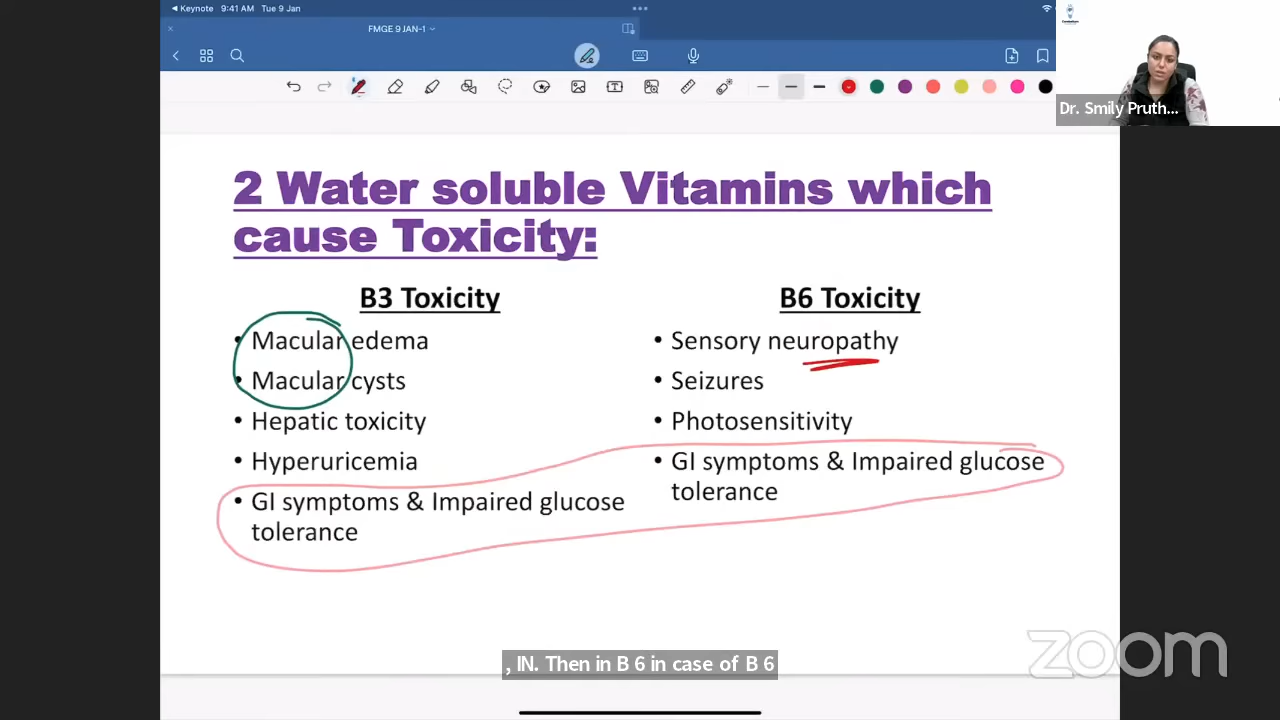 Keynote 9:41 AM Tue 9 Jan
FMGE 9 JAN-1
Dr. Smily Pruth...
2 Water soluble Vitamins which
cause Toxicity:
B3 Toxicity
• Macular edema
• Macular cysts
• Hepatic toxicity
• Hyperuricemia
• GI symptoms & Impaired glucose
tolerance
B6 Toxicity
• Sensory neuropathy
• Seizures
• Photosensitivity
• GI symptoms & Impaired glucose
tolerance
, IN. Then in B 6 in case of B 6
zoom